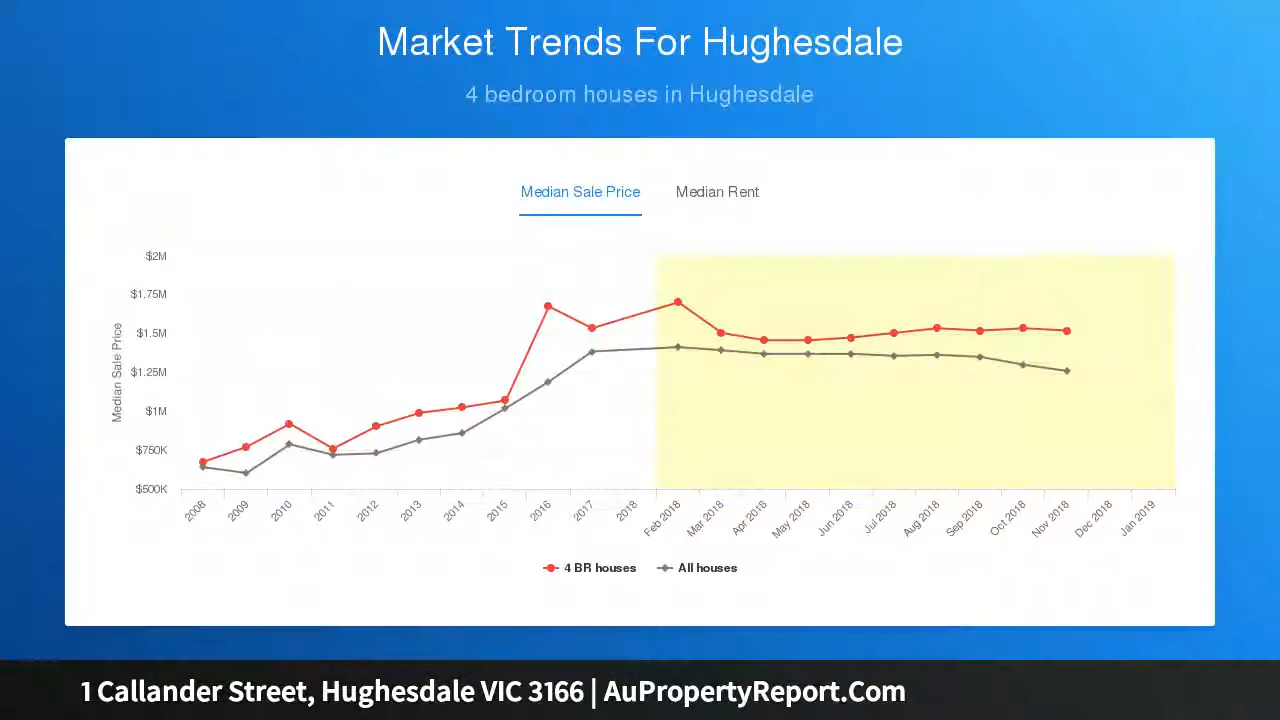 Market Trends For Hughesdale
4 bedroom houses in Hughesdale
Median Sale Price Median Rent
Median Sale Price
$2M
$1.75M
$1.5M
$1.25M
$1M
$750K
$500K
2008 2009 2010 2011 2012 2013 2014 2015 2016 2017 2018 Feb 2018 Mar 2018 Apr 2018 May 2018 Jun 2018 Jul 2018 Aug 2018 Sep 2018 Oct 2018 Nov 2018 Dec 2018 Jan 2019
4 BR houses All houses
1 Callander Street, Hughesdale VIC 3166 | AuPropertyReport.Com